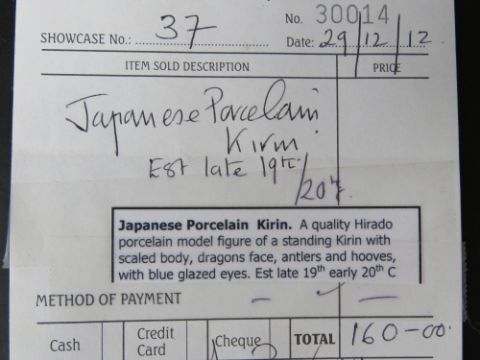 No. 30014
SHOWCASE No.: 37 Date: 29/12/12
ITEM SOLD DESCRIPTION PRICE
Japanese Porcelain
Kirin
Est late 19th
/20th
Japanese Porcelain Kirin. A quality Hirado
porcelain model figure of a standing Kirin with
scaled body, dragons face, antlers and hooves,
with blue glazed eyes. Est late 19th early 20th C
METHOD OF PAYMENT
Cash Credit Card Cheque TOTAL 160-00.